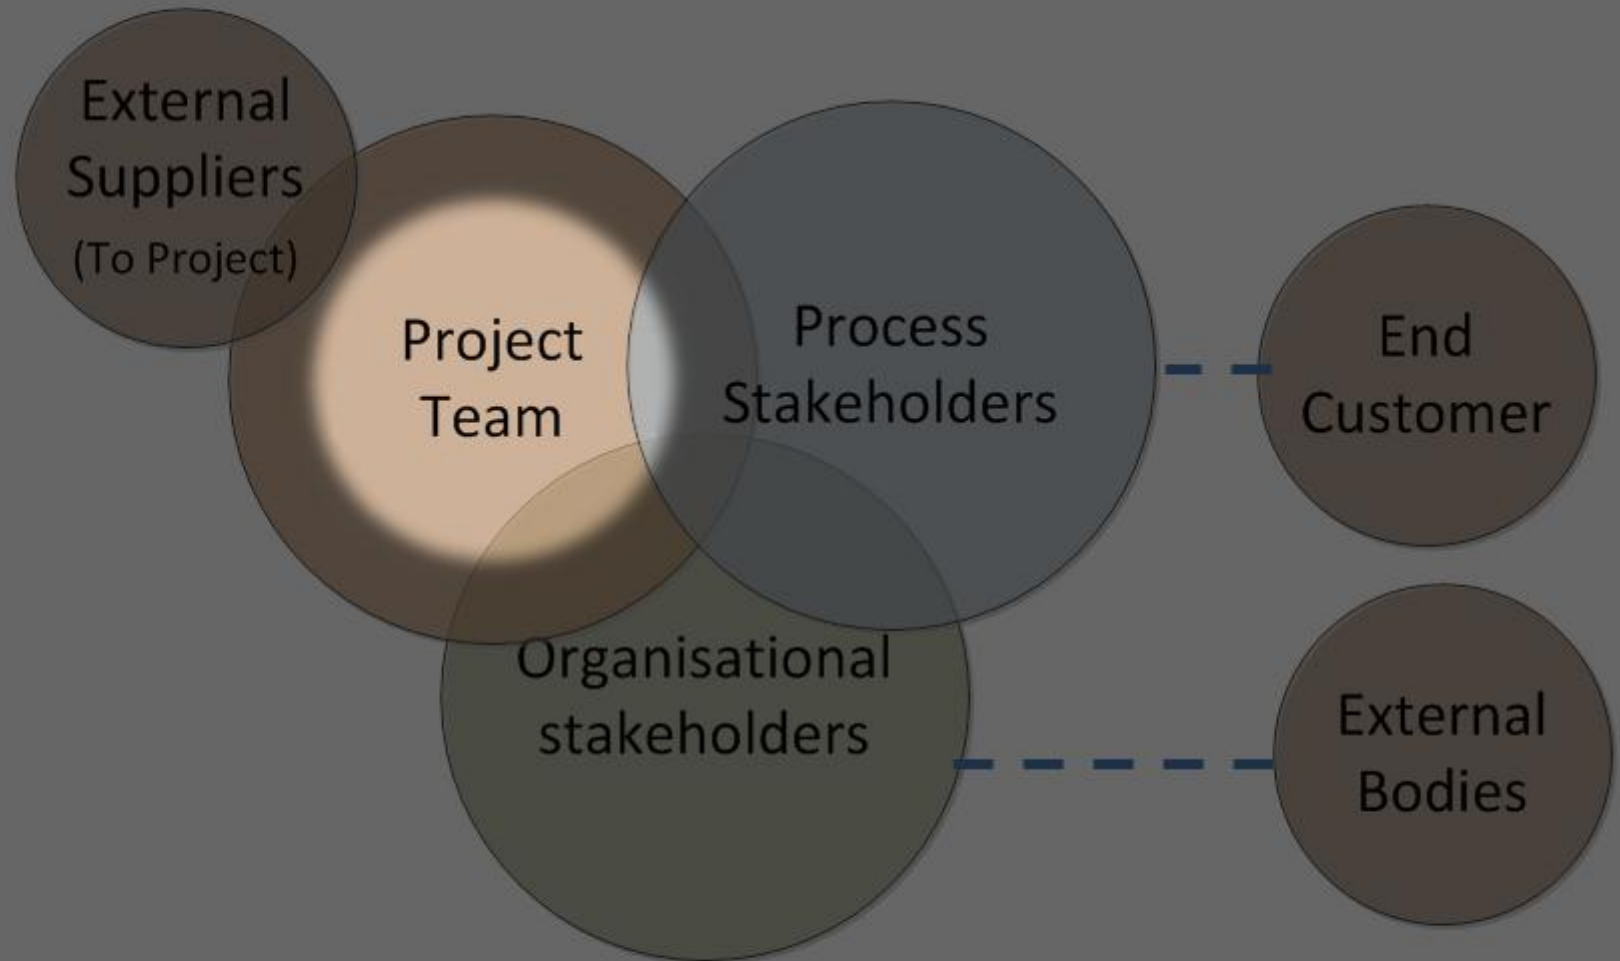 External
Suppliers
(To Project)
Project
Team
Process
Stakeholders
End
Customer
Organisational
stakeholders
External
Bodies